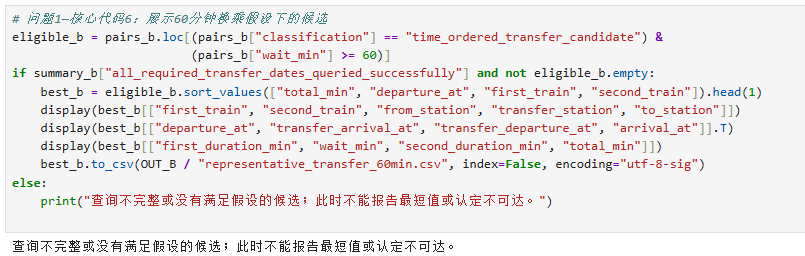 # 问题1—核心代码6：展示60分钟换乘假设下的候选
eligible_b = pairs_b.loc[(pairs_b["classification"] == "time_ordered_transfer_candidate") &
                         (pairs_b["wait_min"] >= 60)]
if summary_b["all_required_transfer_dates_queried_successfully"] and not eligible_b.empty:
    best_b = eligible_b.sort_values(["total_min", "departure_at", "first_train", "second_train"]).head(1)
    display(best_b[["first_train", "second_train", "from_station", "transfer_station", "to_station"]])
    display(best_b[["departure_at", "transfer_arrival_at", "transfer_departure_at", "arrival_at"]].T)
    display(best_b[["first_duration_min", "wait_min", "second_duration_min", "total_min"]])
    best_b.to_csv(OUT_B / "representative_transfer_60min.csv", index=False, encoding="utf-8-sig")
else:
    print("查询不完整或没有满足假设的候选；此时不能报告最短值或认定不可达。")
查询不完整或没有满足假设的候选；此时不能报告最短值或认定不可达。